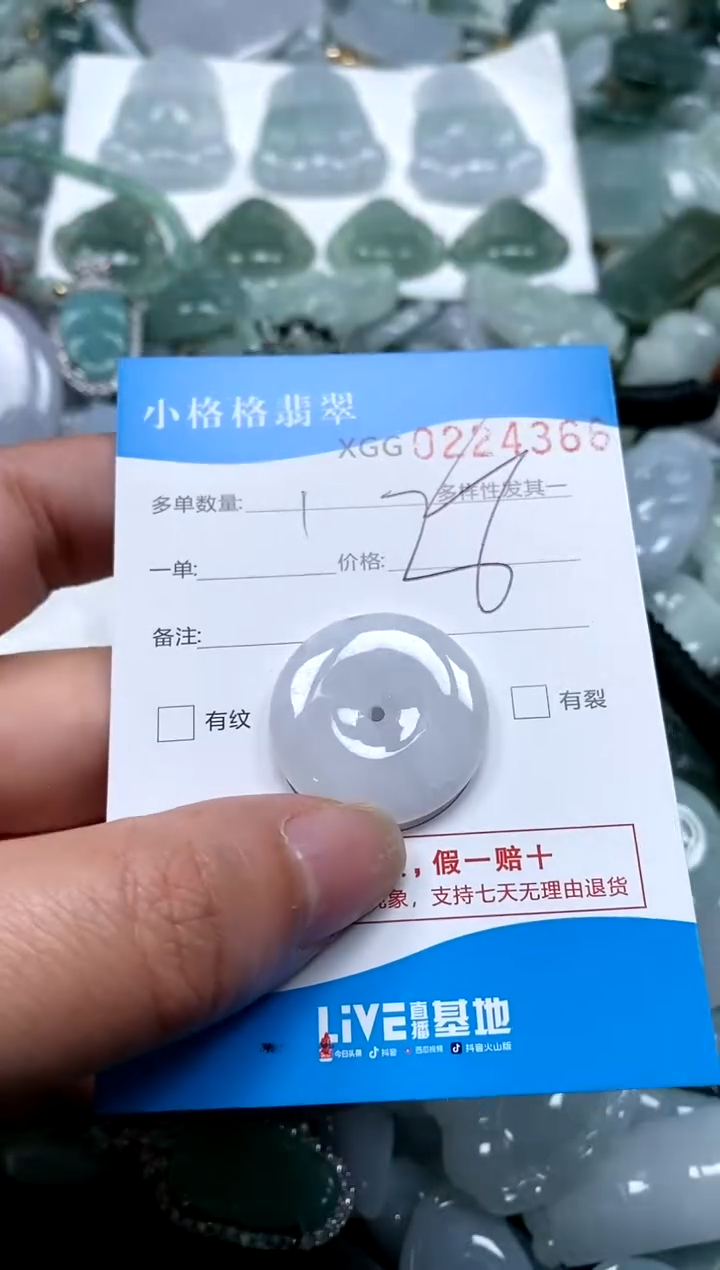 小格格翡翠
XGG 0224366
多单数量: 1 多样性发其一
一单: 价格:
备注:
有纹 有裂
，假一赔十
象，支持七天无理由退货
LiVE直播基地
今日头条 抖音 西瓜视频 抖音火山版